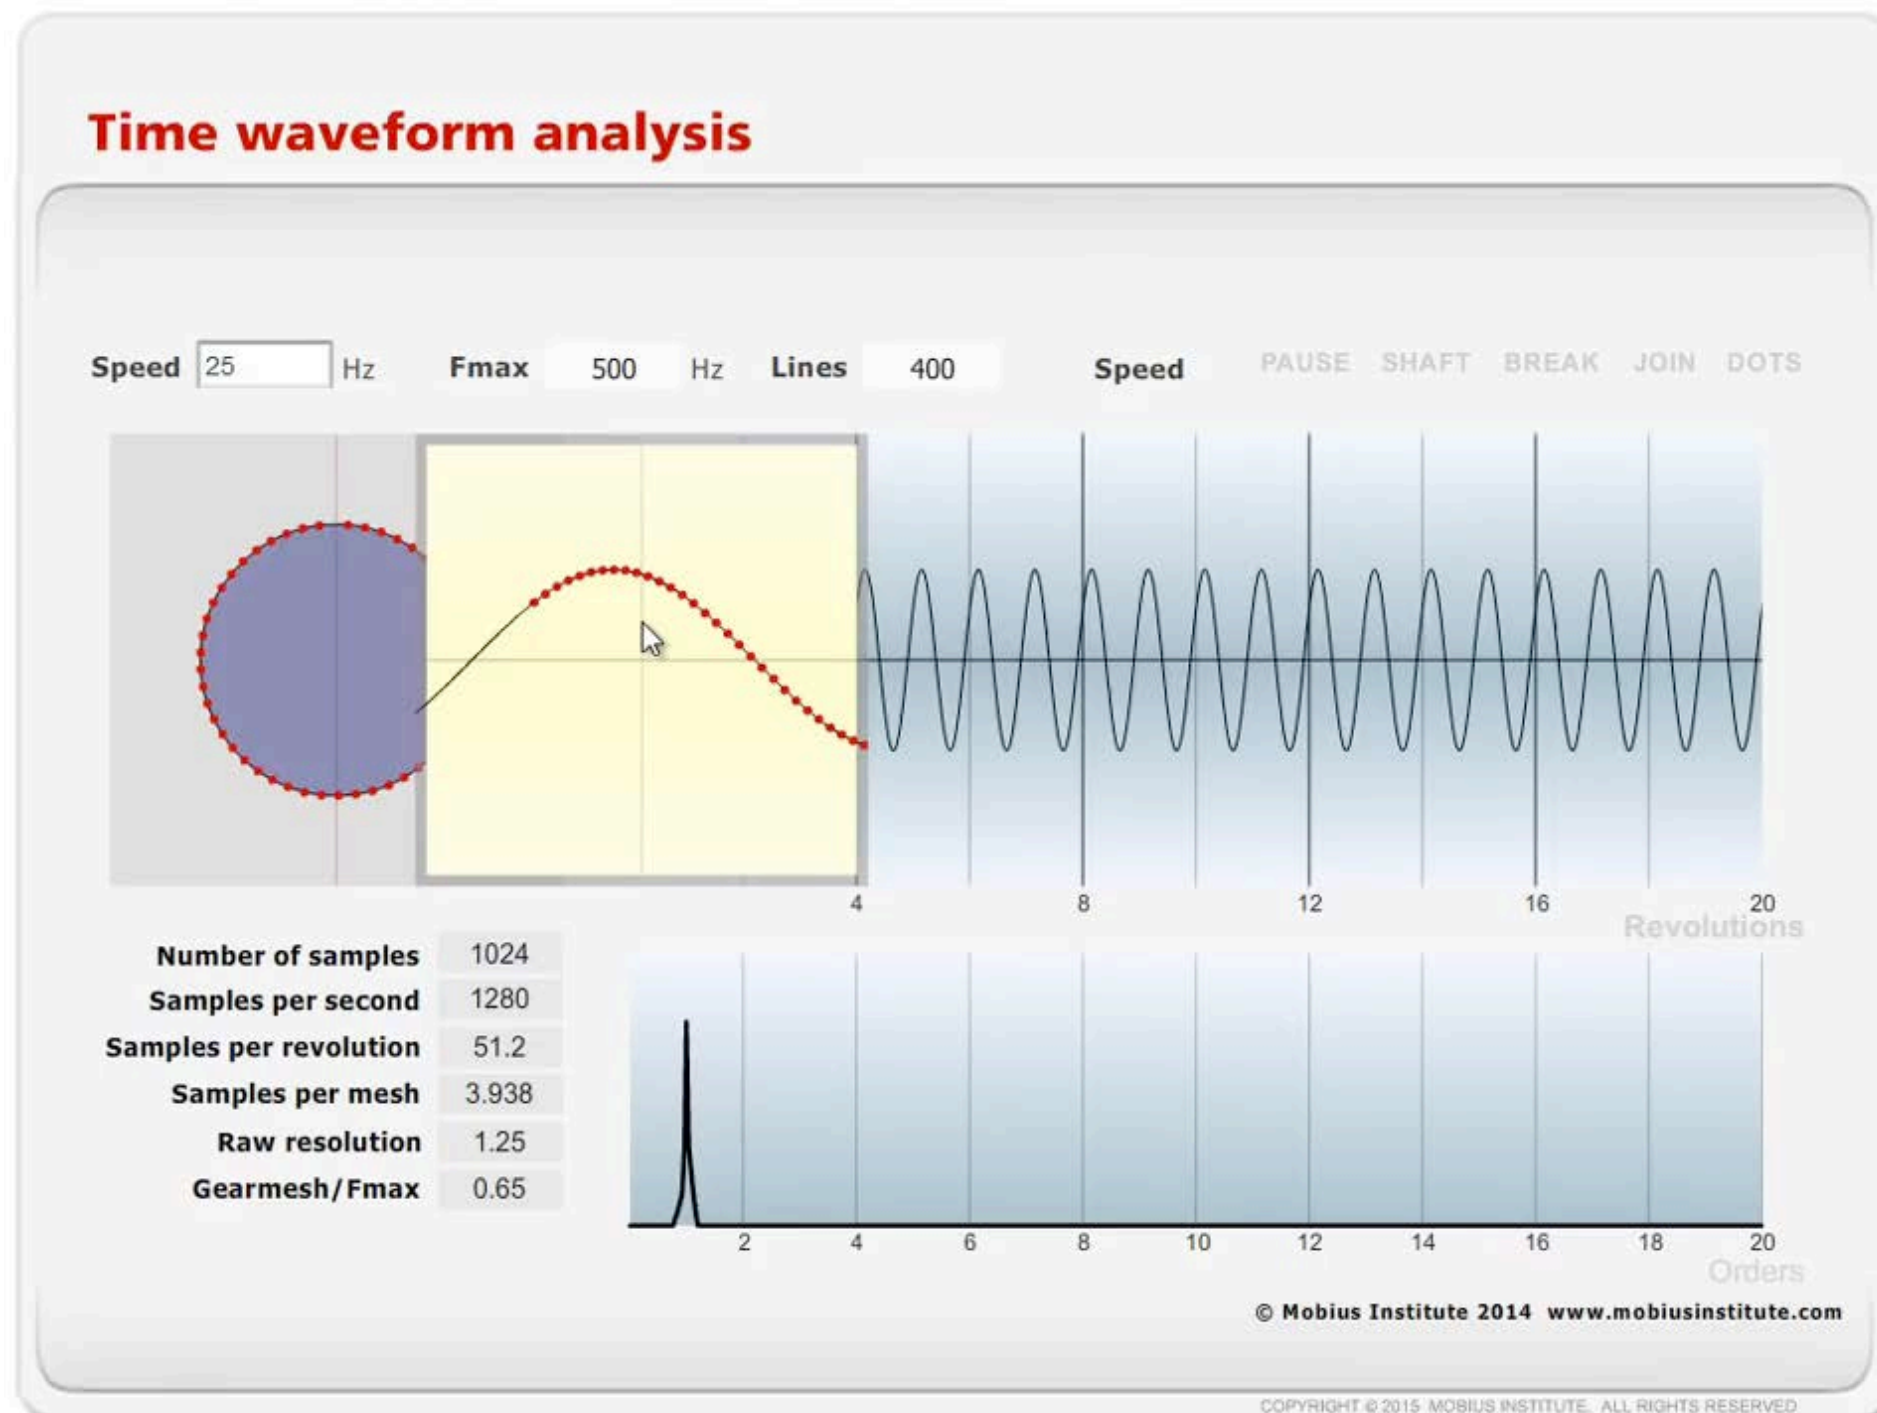 Time waveform analysis
Speed 25 Hz Fmax 500 Hz Lines 400 Speed PAUSE SHAFT BREAK JOIN DOTS
4 8 12 16 20
Revolutions
Number of samples 1024
Samples per second 1280
Samples per revolution 51.2
Samples per mesh 3.938
Raw resolution 1.25
Gearmesh/Fmax 0.65
2 4 6 8 10 12 14 16 18 20
Orders
© Mobius Institute 2014 www.mobiusinstitute.com
COPYRIGHT © 2015 MOBIUS INSTITUTE. ALL RIGHTS RESERVED